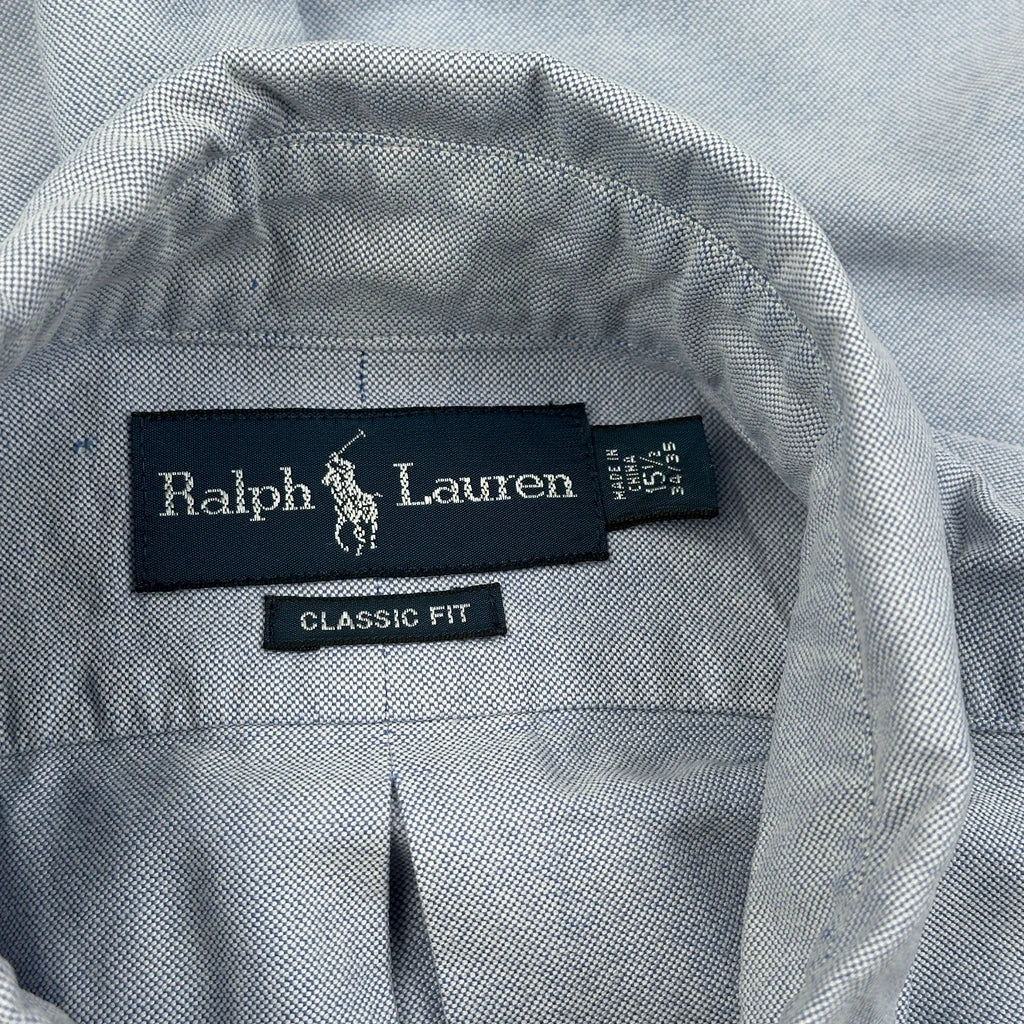 Ralph Lauren
MADE IN
CHINA
15½
34/35
CLASSIC FIT